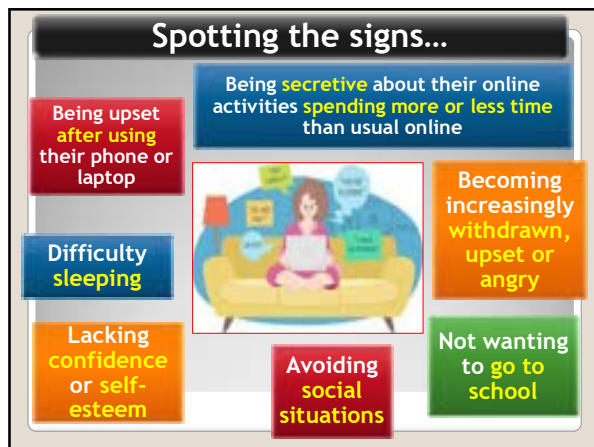 Spotting the signs...
Being secretive about their online
activities spending more or less time
than usual online
Being upset
after using
their phone or
laptop
Becoming
increasingly
withdrawn,
upset or
angry
Difficulty
sleeping
Lacking
confidence
or self-
esteem
Avoiding
social
situations
Not wanting
to go to
school